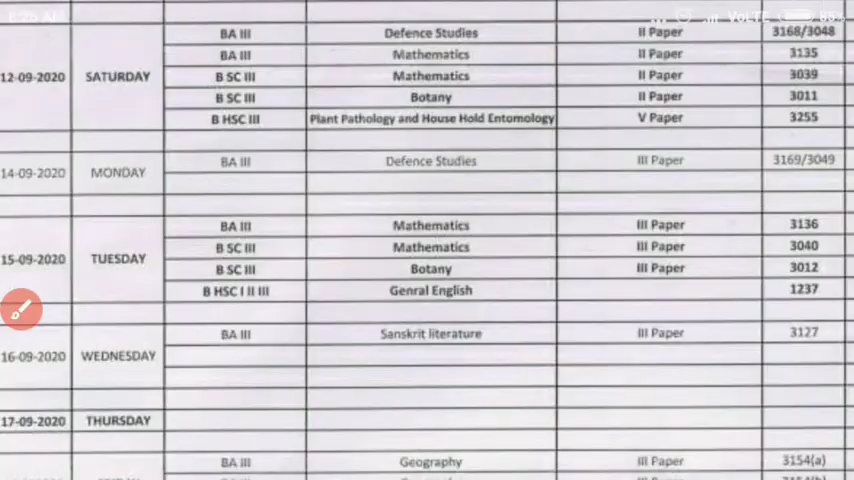 VoLTE
BA III Defence Studies II Paper 3168/3048
BA III Mathematics II Paper 3135
12-09-2020 SATURDAY B SC III Mathematics II Paper 3039
B SC III Botany II Paper 3011
B HSC III Plant Pathology and House Hold Entomology V Paper 3255
BA III Defence Studies III Paper 3169/3049
14-09-2020 MONDAY
BA III Mathematics III Paper 3136
B SC III Mathematics III Paper 3040
15-09-2020 TUESDAY
B SC III Botany III Paper 3012
B HSC I II III Genral English 1237
BA III Sanskrit literature III Paper 3127
16-09-2020 WEDNESDAY
17-09-2020 THURSDAY
BA III Geography III Paper 3154(a)